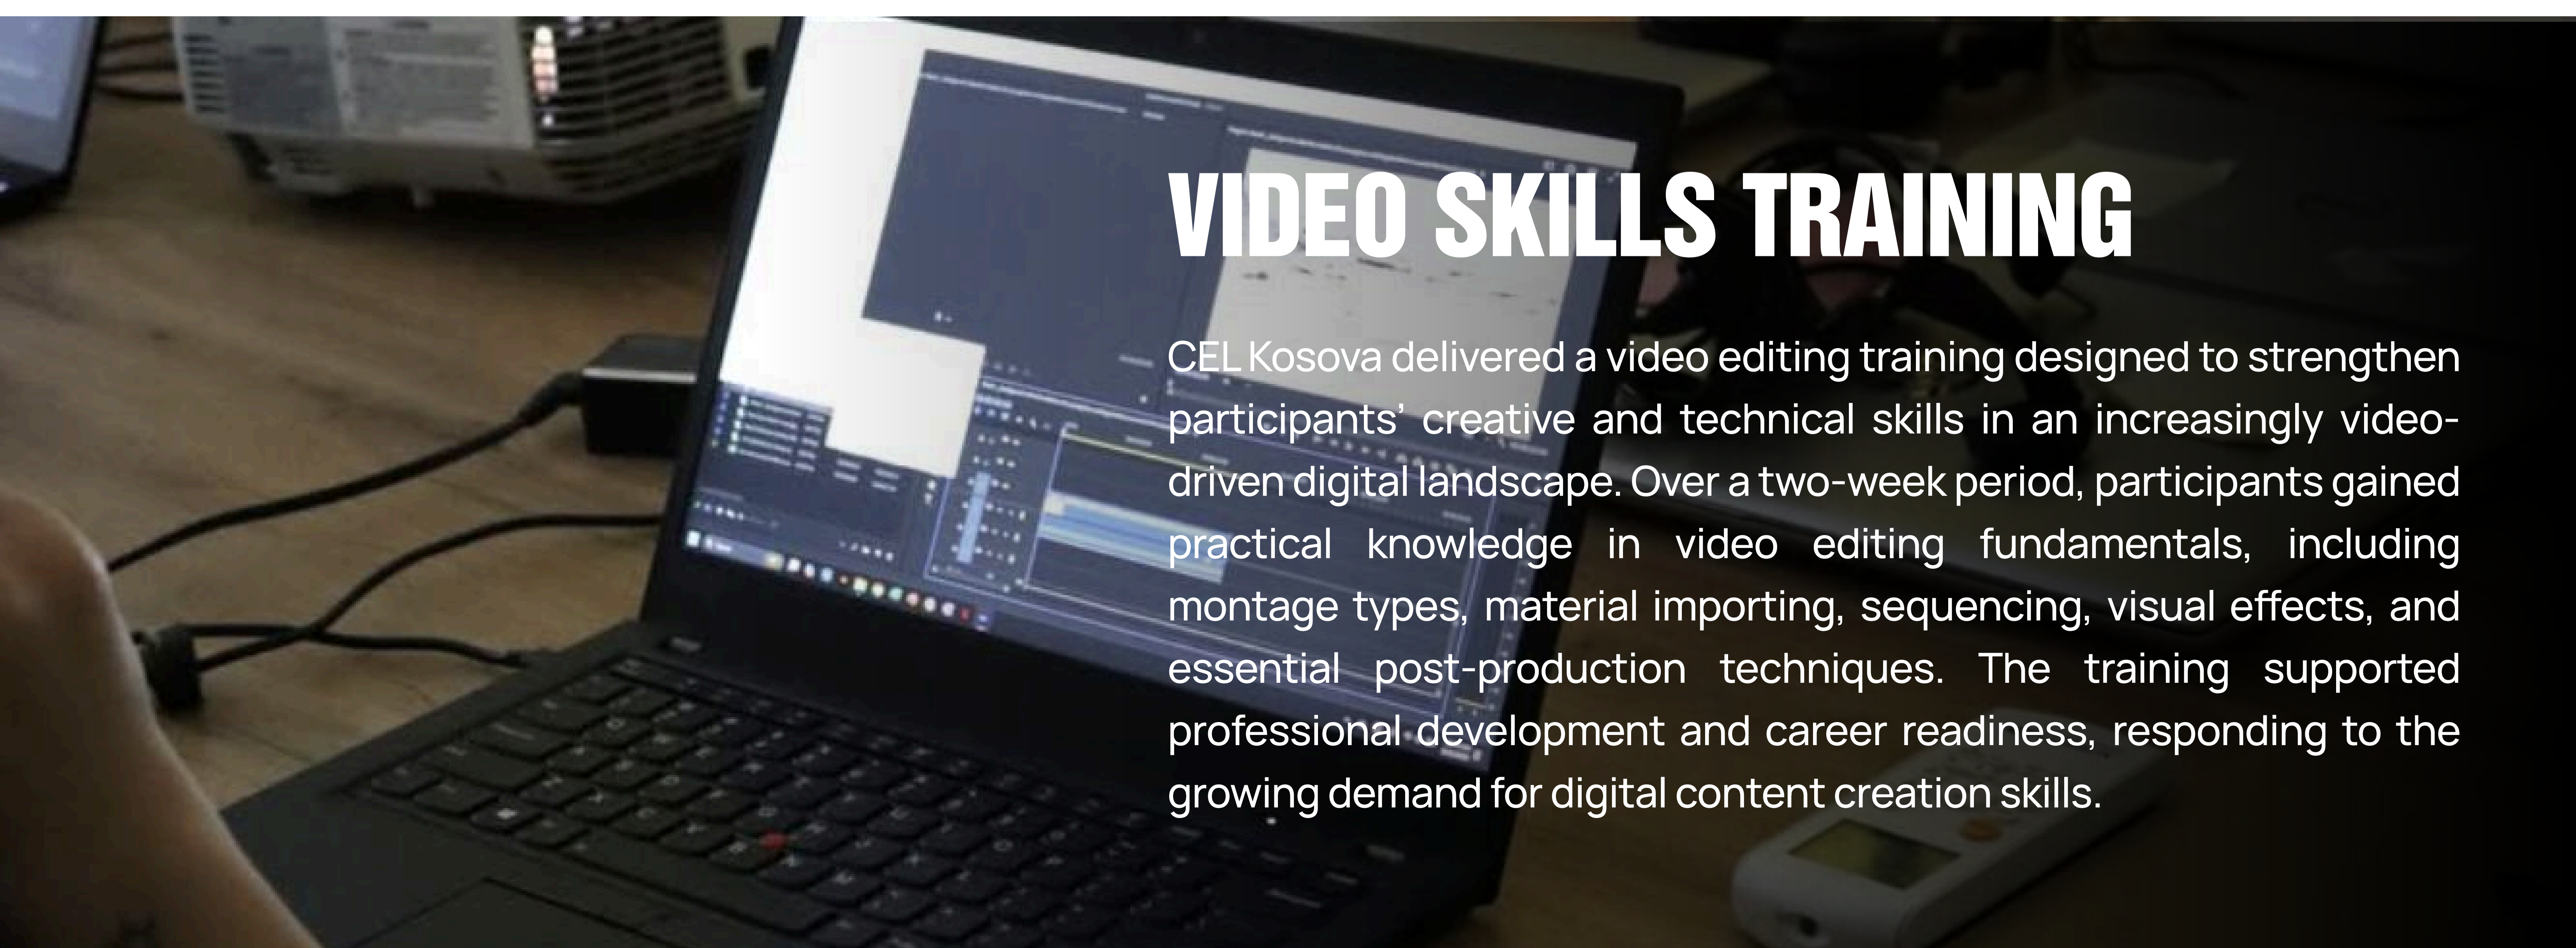 VIDEO SKILLS TRAINING
CEL Kosova delivered a video editing training designed to strengthen
participants’ creative and technical skills in an increasingly video-
driven digital landscape. Over a two-week period, participants gained
practical knowledge in video editing fundamentals, including
montage types, material importing, sequencing, visual effects, and
essential post-production techniques. The training supported
professional development and career readiness, responding to the
growing demand for digital content creation skills.